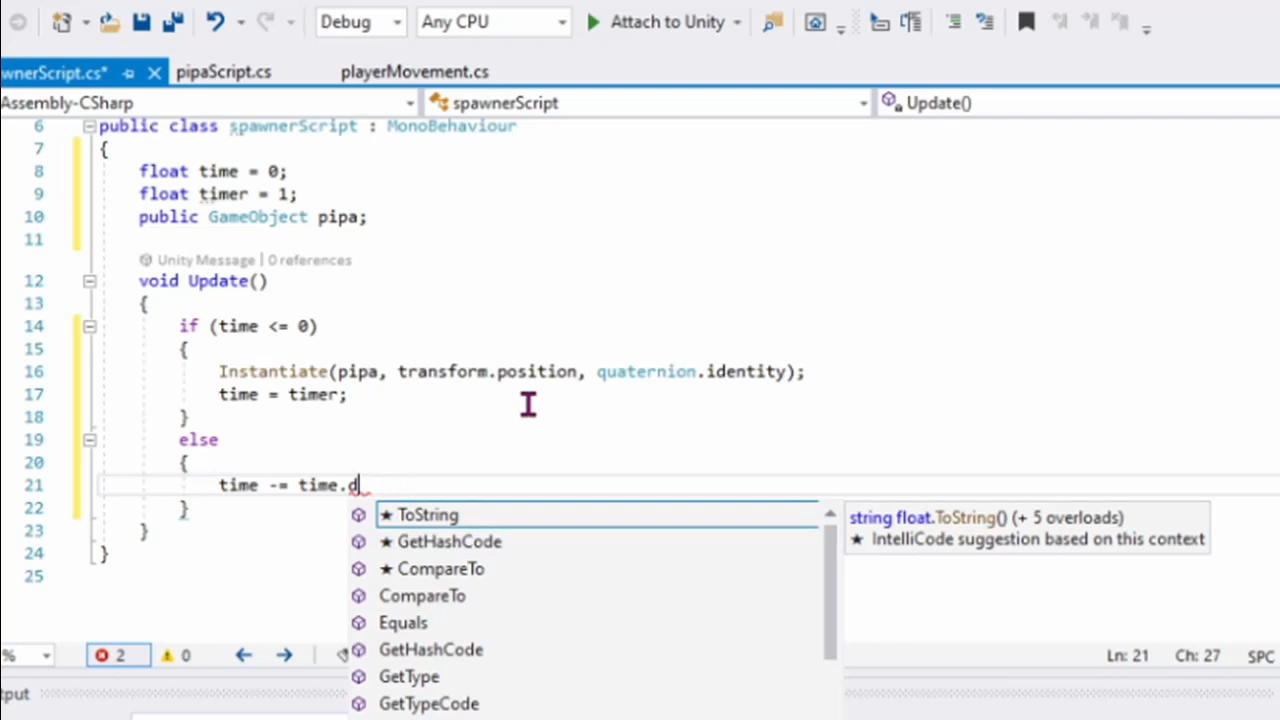 Debug Any CPU Attach to Unity
wnerScript.cs* pipaScript.cs playerMovement.cs
Assembly-CSharp spawnerScript Update()
6 public class spawnerScript : MonoBehaviour
7 {
8 float time = 0;
9 float timer = 1;
10 public GameObject pipa;
11
Unity Message | 0 references
12 void Update()
13 {
14 if (time <= 0)
15 {
16 Instantiate(pipa, transform.position, quaternion.identity);
17 time = timer;
18 }
19 else
20 {
21 time -= time.d
22 }
23 }
24 }
25
★ ToString
★ GetHashCode
★ CompareTo
CompareTo
Equals
GetHashCode
GetType
GetTypeCode
string float.ToString() (+ 5 overloads)
★ IntelliCode suggestion based on this context
% 2 0 Ln: 21 Ch: 27 SPC
tput